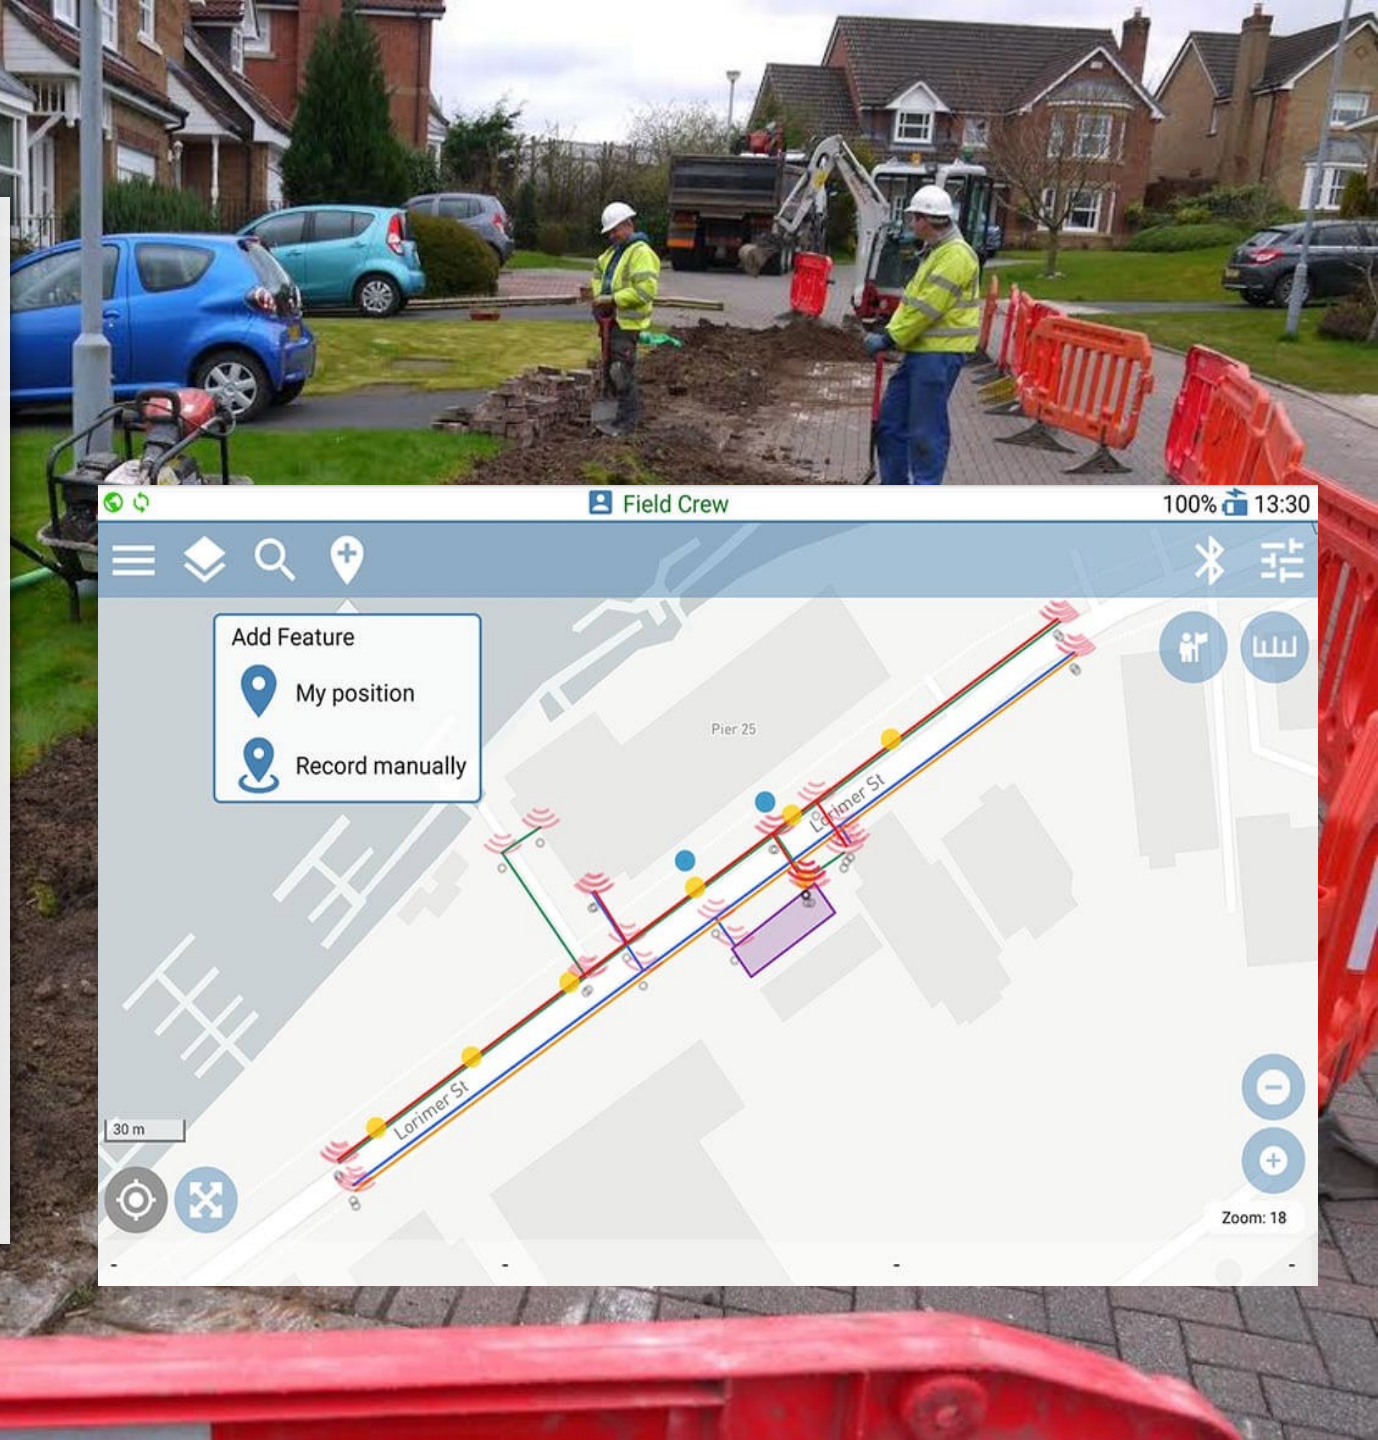 Field Crew
100%
13:30
Add Feature
My position
Record manually
Pier 25
Lorimer St
Lorimer St
30 m
Zoom: 18
-
-
-
-